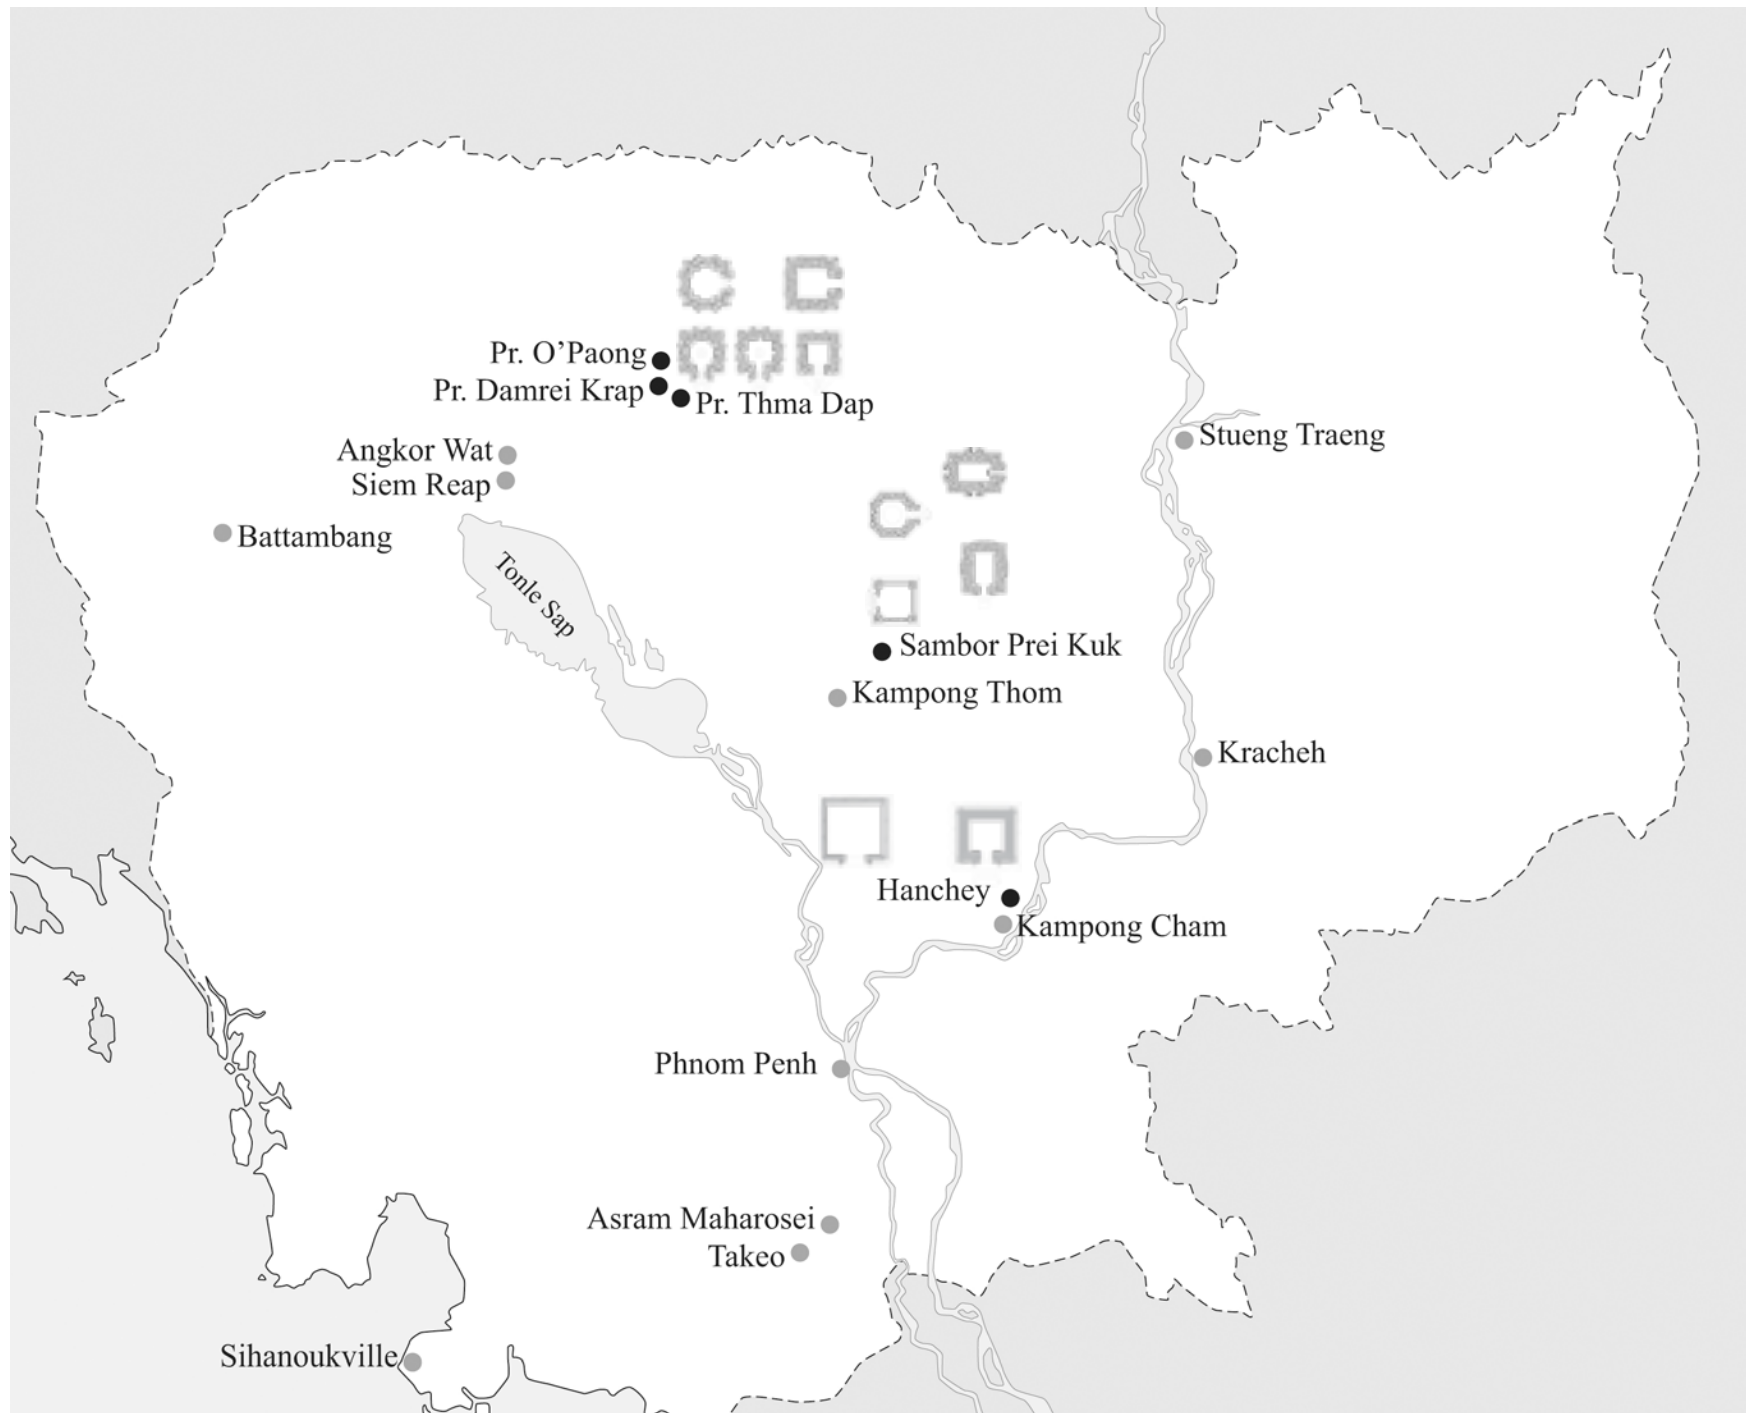 Pr. O’Paong
Pr. Damrei Krap
Pr. Thma Dap
Angkor Wat
Siem Reap
Stueng Traeng
Battambang
Tonle Sap
Sambor Prei Kuk
Kampong Thom
Kracheh
Hanchey
Kampong Cham
Phnom Penh
Asram Maharosei
Takeo
Sihanoukville